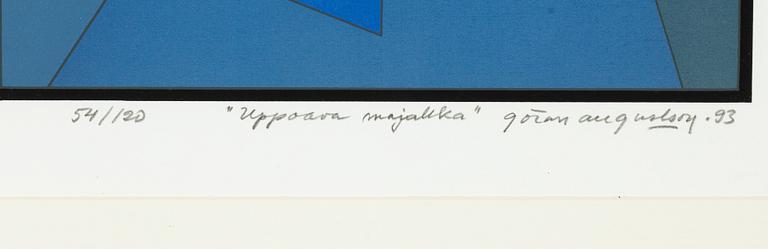 54/120 "Uppoava majakka" göran augustson .93